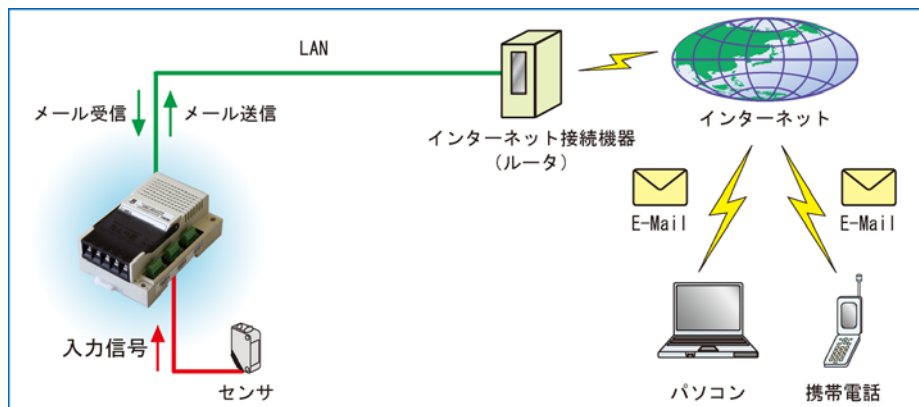 LAN
メール受信
メール送信
インターネット接続機器
(ルータ)
インターネット
E-Mail
E-Mail
入力信号
センサ
パソコン
携帯電話